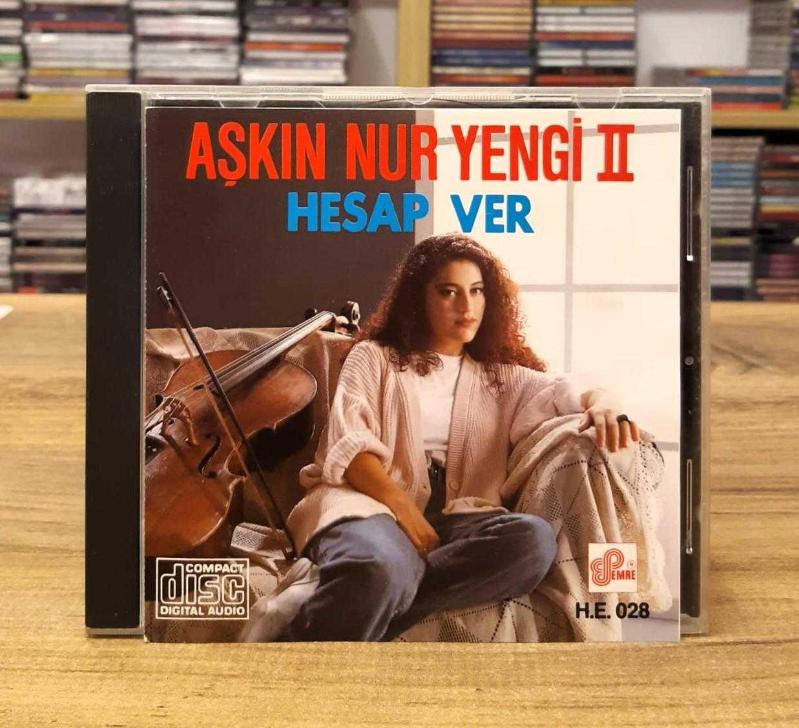 AŞKIN NUR YENGİ II
HESAP VER
COMPACT
disc
DIGITAL AUDIO
EMRE
H.E. 028